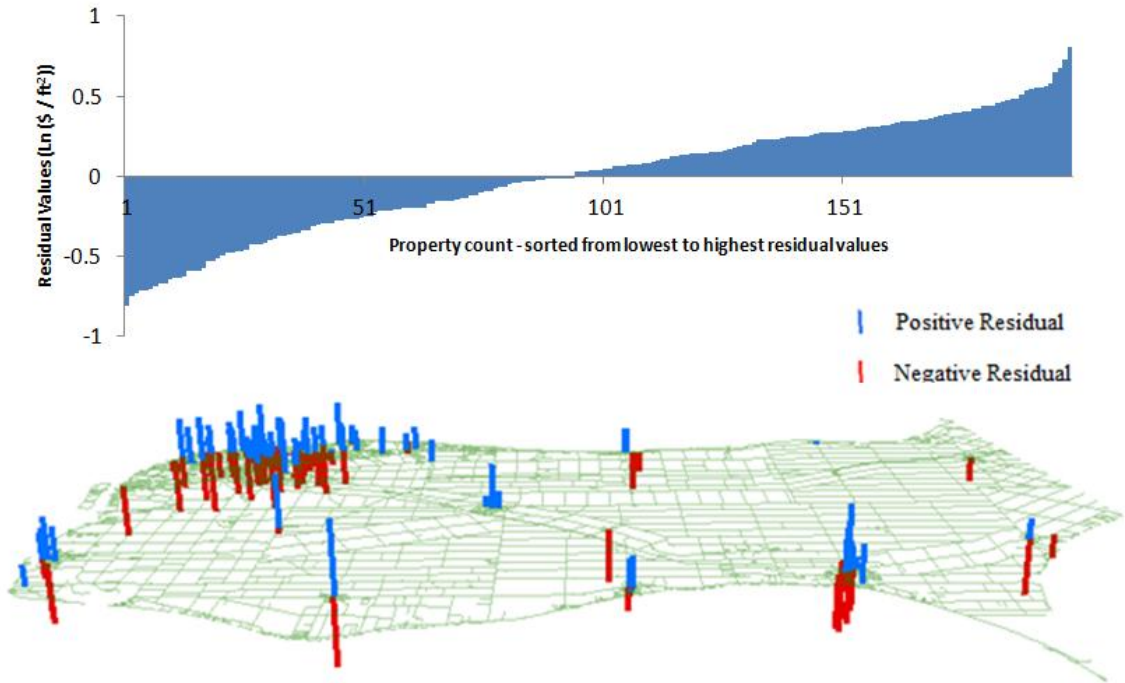 1
0.5
0
-0.5
-1
Residual Values (Ln ($ / ft²))
1 51 101 151
Property count - sorted from lowest to highest residual values
Positive Residual
Negative Residual